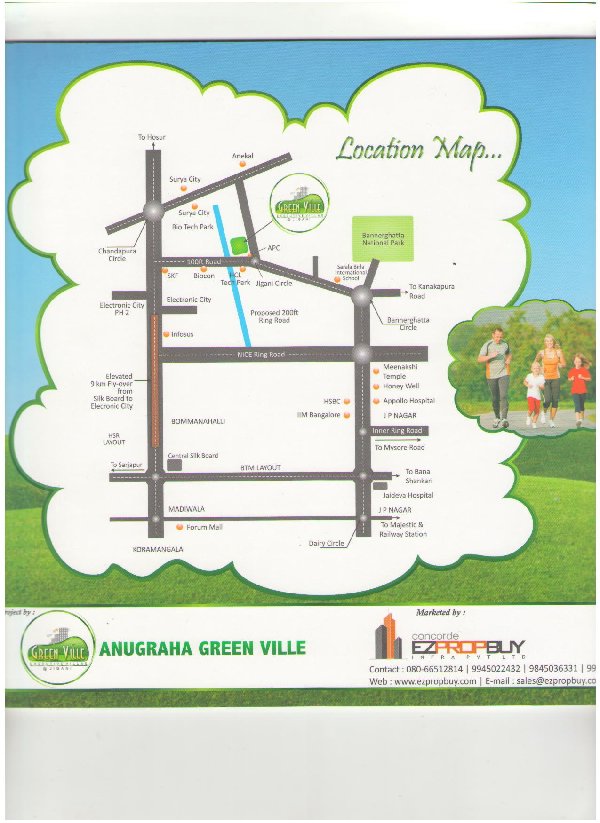 Location Map...
To Hosur
Anekal
Surya City
Surya City
Bio Tech Park
GREEN VILLE
Bannerghatta
National Park
Chandapura
Circle
APC
100ft Road
SKF
Biocon
HCL
Tech Park
Jigani Circle
Sarala Birla
International
School
To Kanakapura
Road
Electronic City
PH 2
Electronic City
Proposed 200ft
Ring Road
Bannerghatta
Circle
Infosus
NICE Ring Road
Elevated
9 km Fly-over
from
Silk Board to
Elecronic City
Meenakshi
Temple
Honey Well
HSBC
Appollo Hospital
IIM Bangalore
J P NAGAR
BOMMANAHALLI
Inner Ring Road
HSR
LAYOUT
To Mysore Road
Central Silk Board
To Sarjapur
BTM LAYOUT
To Bana
Shankari
Jaideva Hospital
MADIWALA
J P NAGAR
Forum Mall
To Majestic &
Railway Station
KORAMANGALA
Dairy Circle
roject by :
Marketed by :
GREEN VILLE
@ JIGANI
ANUGRAHA GREEN VILLE
concorde
EZPROPBUY
INFRA PVT LTD
Contact : 080-66512814 | 9945022432 | 9845036331 | 99
Web : www.ezpropbuy.com | E-mail : sales@ezpropbuy.co